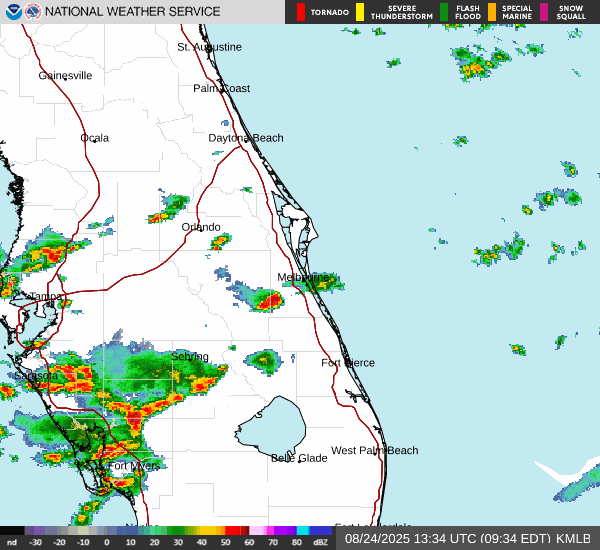 NATIONAL WEATHER SERVICE
TORNADO
SEVERE
THUNDERSTORM
FLASH
FLOOD
SPECIAL
MARINE
SNOW
SQUALL
St. Augustine
Gainesville
Palm Coast
Ocala
Daytona Beach
Orlando
Melbourne
Tampa
Sebring
Fort Pierce
Sarasota
West Palm Beach
Belle Glade
Fort Myers
nd -30 -20 -10 0 10 20 30 40 50 60 70 80 dBZ
08/24/2025 13:34 UTC (09:34 EDT) KMLB